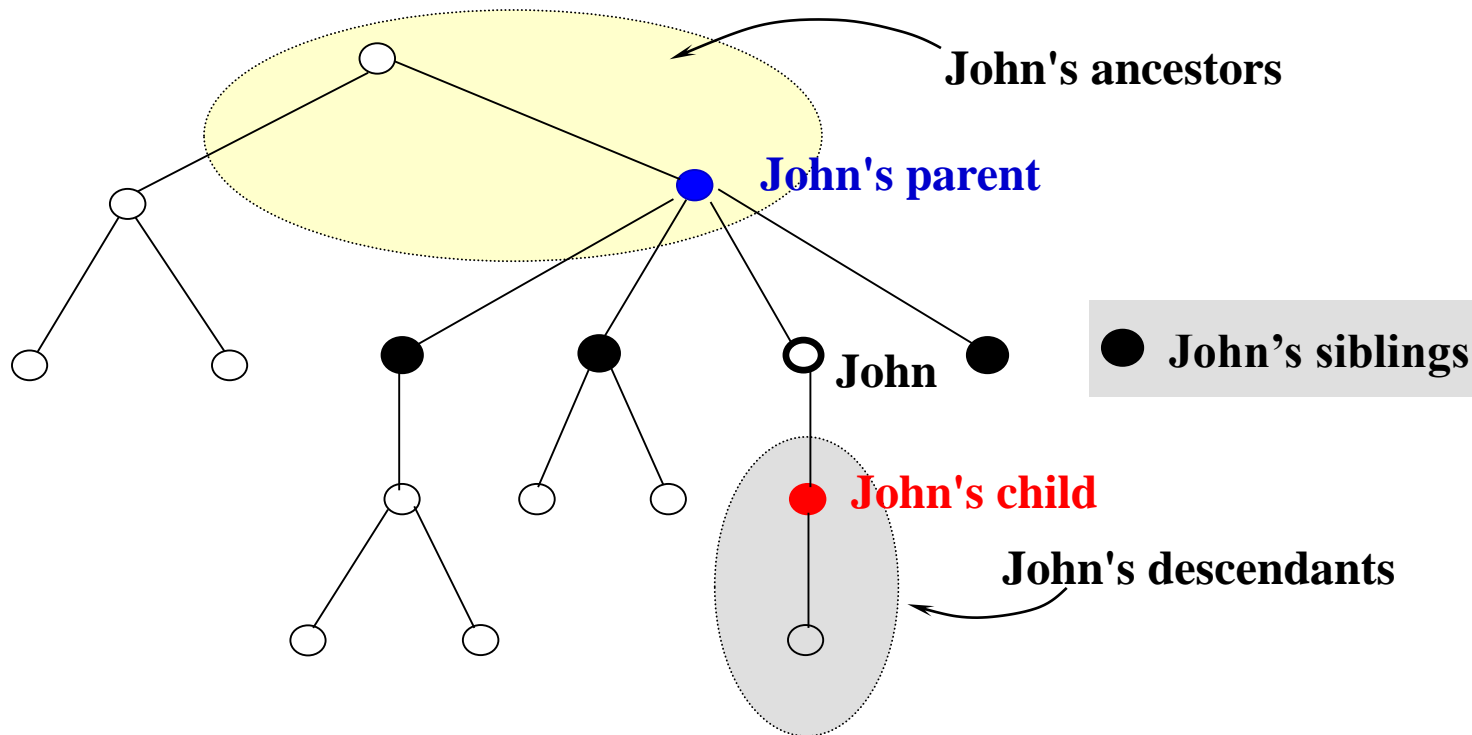 John's ancestors
John's parent
John
John’s siblings
John's child
John's descendants